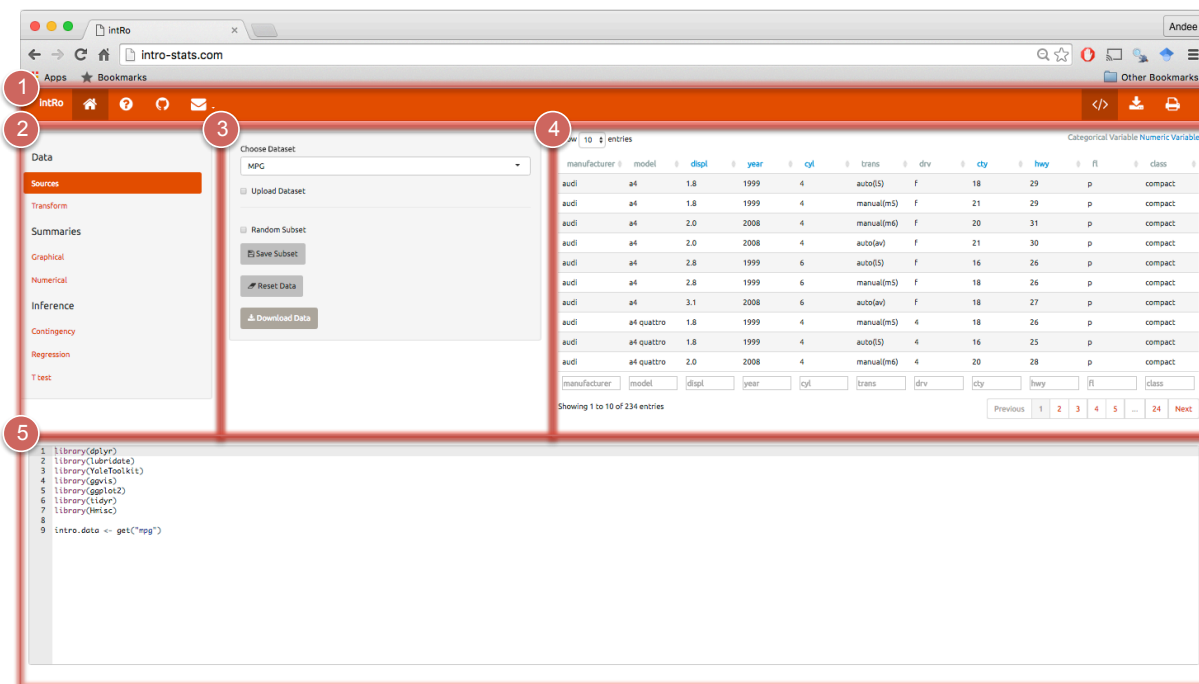 intRo
Andee
intro-stats.com
Apps Bookmarks Other Bookmarks
1
intRo
2
3
4
Data
Sources
Transform
Summaries
Graphical
Numerical
Inference
Contingency
Regression
T test
Choose Dataset
MPG
Upload Dataset
Random Subset
Save Subset
Reset Data
Download Data
10 entries
Categorical Variable Numeric Variable
manufacturer model displ year cyl trans drv cty hwy fl class
audi a4 1.8 1999 4 auto(l5) f 18 29 p compact
audi a4 1.8 1999 4 manual(m5) f 21 29 p compact
audi a4 2.0 2008 4 manual(m6) f 20 31 p compact
audi a4 2.0 2008 4 auto(av) f 21 30 p compact
audi a4 2.8 1999 6 auto(l5) f 16 26 p compact
audi a4 2.8 1999 6 manual(m5) f 18 26 p compact
audi a4 3.1 2008 6 auto(av) f 18 27 p compact
audi a4 quattro 1.8 1999 4 manual(m5) 4 18 26 p compact
audi a4 quattro 1.8 1999 4 auto(l5) 4 16 25 p compact
audi a4 quattro 2.0 2008 4 manual(m6) 4 20 28 p compact
manufacturer model displ year cyl trans drv cty hwy fl class
Showing 1 to 10 of 234 entries
Previous 1 2 3 4 5 ... 24 Next
5
1 library(dplyr)
2 library(lubridate)
3 library(YaleToolkit)
4 library(ggvis)
5 library(ggplot2)
6 library(tidyr)
7 library(Hmisc)
8
9 intro.data <- get("mpg")